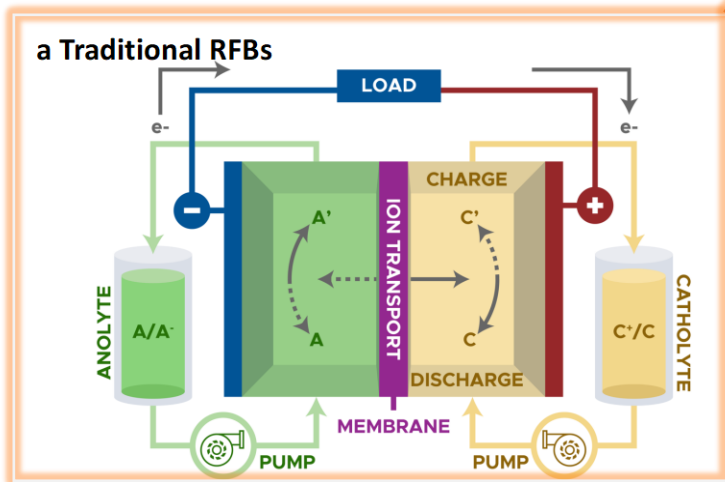 a Traditional RFBs
LOAD
e-
e-
-
+
CHARGE
A'
C'
ION TRANSPORT
ANOLYTE
A/A⁻
A
C
C⁺/C
CATHOLYTE
DISCHARGE
MEMBRANE
PUMP
PUMP